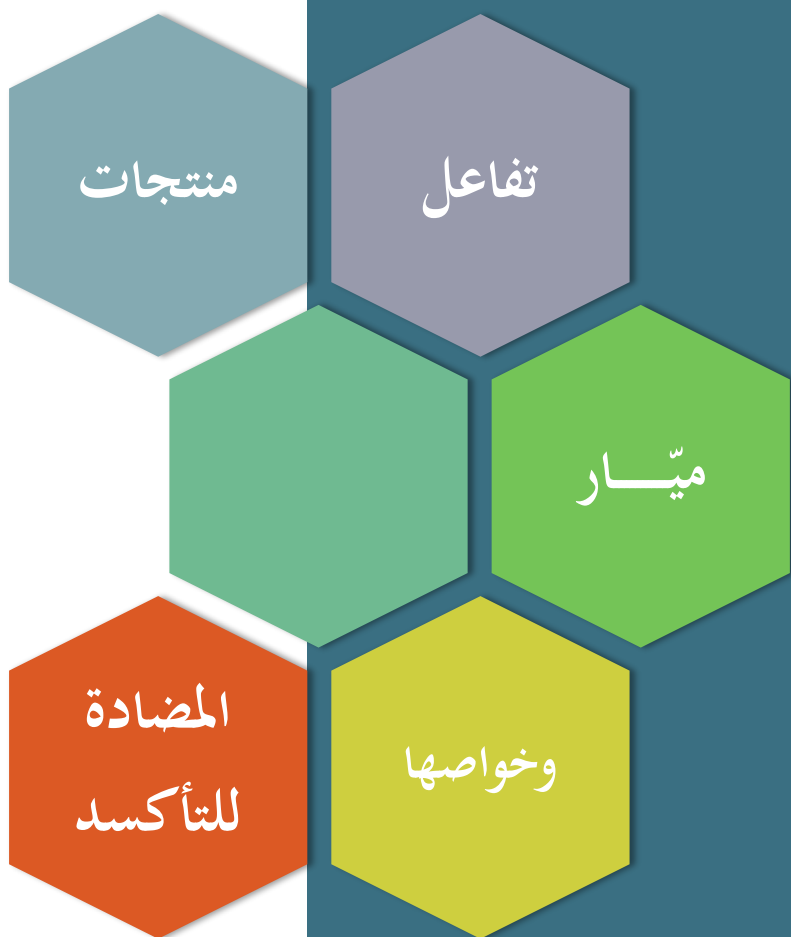 تفاعل
منتجات
ميّـــار
وخواصها
المضادة
للتأكسد